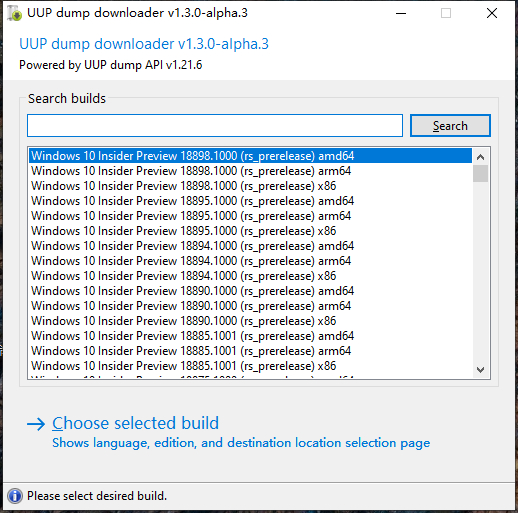 UUP dump downloader v1.3.0-alpha.3
UUP dump downloader v1.3.0-alpha.3
Powered by UUP dump API v1.21.6
Search builds
Search
Windows 10 Insider Preview 18898.1000 (rs_prerelease) amd64
Windows 10 Insider Preview 18898.1000 (rs_prerelease) arm64
Windows 10 Insider Preview 18898.1000 (rs_prerelease) x86
Windows 10 Insider Preview 18895.1000 (rs_prerelease) amd64
Windows 10 Insider Preview 18895.1000 (rs_prerelease) arm64
Windows 10 Insider Preview 18895.1000 (rs_prerelease) x86
Windows 10 Insider Preview 18894.1000 (rs_prerelease) amd64
Windows 10 Insider Preview 18894.1000 (rs_prerelease) arm64
Windows 10 Insider Preview 18894.1000 (rs_prerelease) x86
Windows 10 Insider Preview 18890.1000 (rs_prerelease) amd64
Windows 10 Insider Preview 18890.1000 (rs_prerelease) arm64
Windows 10 Insider Preview 18890.1000 (rs_prerelease) x86
Windows 10 Insider Preview 18885.1001 (rs_prerelease) amd64
Windows 10 Insider Preview 18885.1001 (rs_prerelease) arm64
Windows 10 Insider Preview 18885.1001 (rs_prerelease) x86
Choose selected build
Shows language, edition, and destination location selection page
Please select desired build.